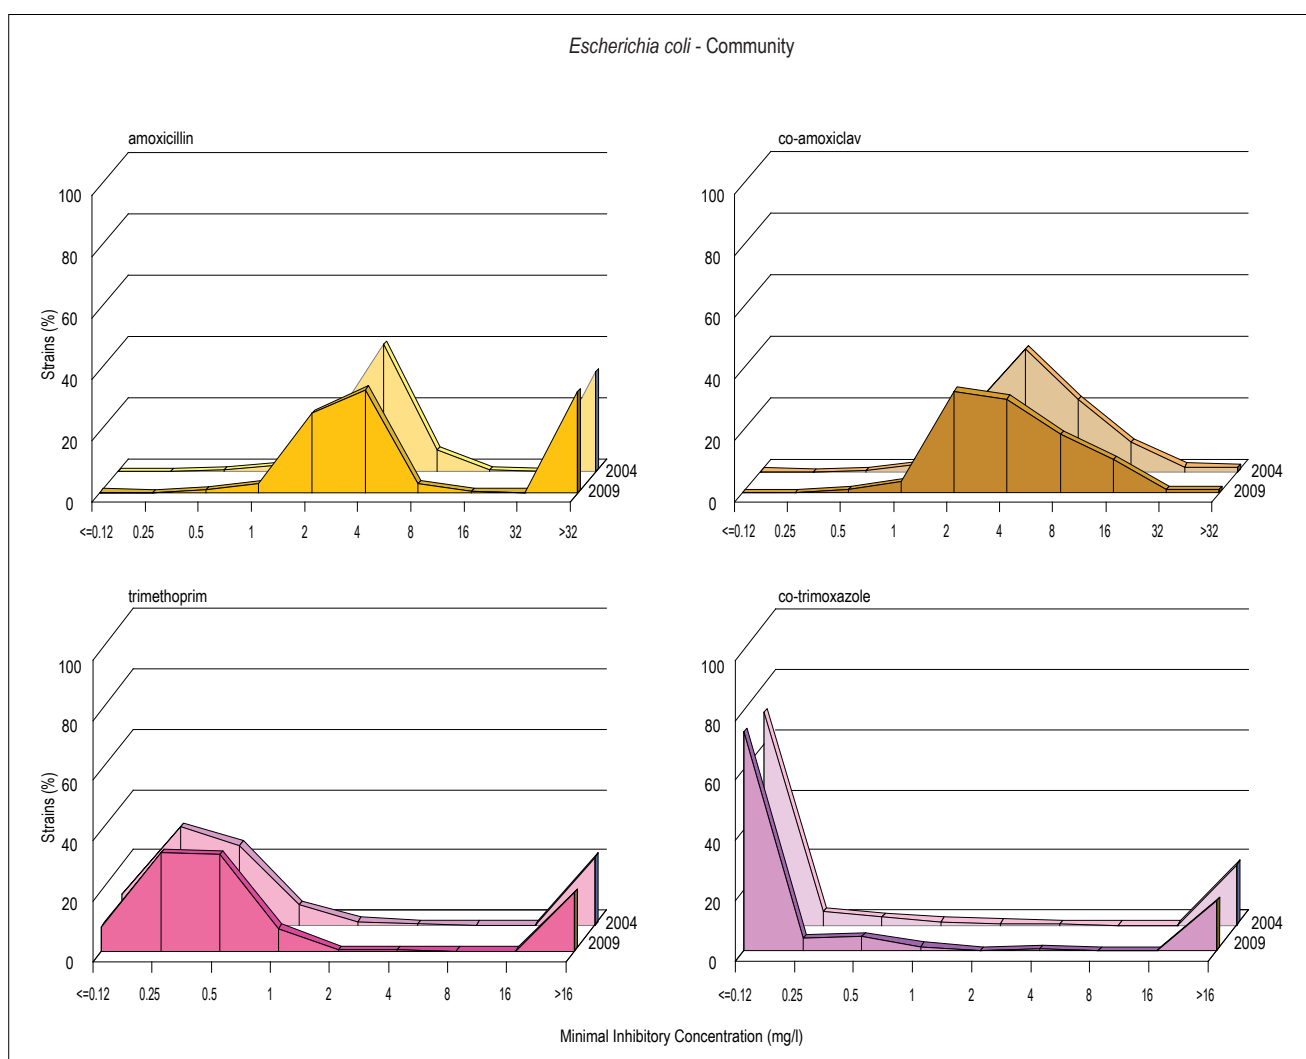 Escherichia coli - Community
amoxicillin
co-amoxiclav
100
80
60
40
20
0
Strains (%)
<=0.12 0.25 0.5 1 2 4 8 16 32 >32
2004
2009
100
80
60
40
20
0
<=0.12 0.25 0.5 1 2 4 8 16 32 >32
2004
2009
trimethoprim
co-trimoxazole
100
80
60
40
20
0
Strains (%)
<=0.12 0.25 0.5 1 2 4 8 16 >16
2004
2009
100
80
60
40
20
0
<=0.12 0.25 0.5 1 2 4 8 16 >16
2004
2009
Minimal Inhibitory Concentration (mg/l)